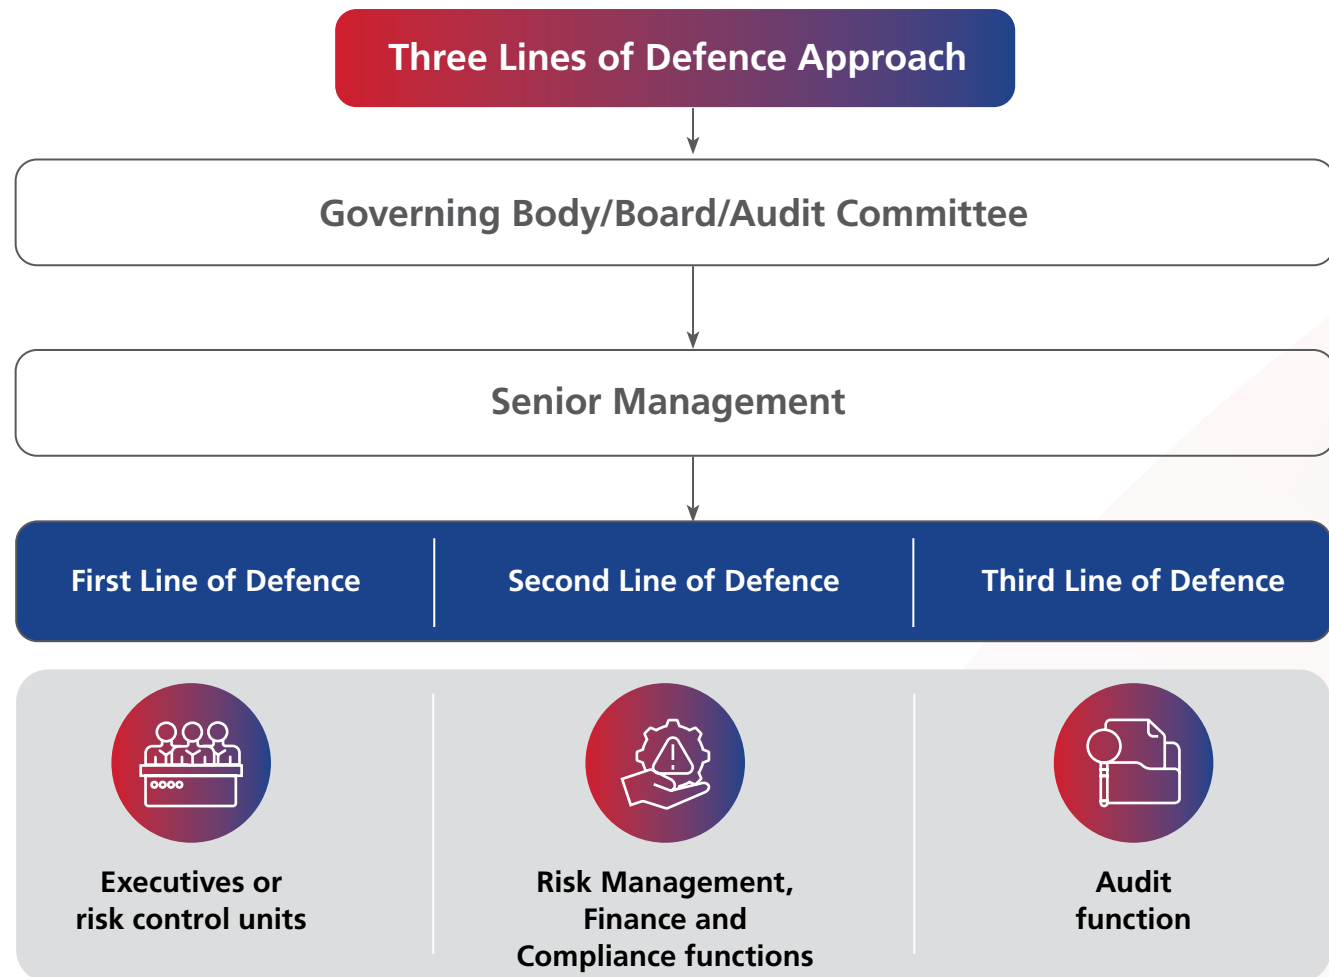 Three Lines of Defence Approach
Governing Body/Board/Audit Committee
Senior Management
First Line of Defence
Second Line of Defence
Third Line of Defence
Executives or
risk control units
Risk Management,
Finance and
Compliance functions
Audit
function